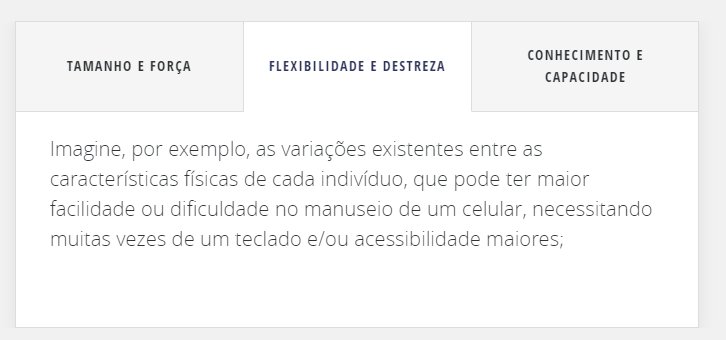 TAMANHO E FORÇA
FLEXIBILIDADE E DESTREZA
CONHECIMENTO E
CAPACIDADE
Imagine, por exemplo, as variações existentes entre as
características físicas de cada indivíduo, que pode ter maior
facilidade ou dificuldade no manuseio de um celular, necessitando
muitas vezes de um teclado e/ou acessibilidade maiores;